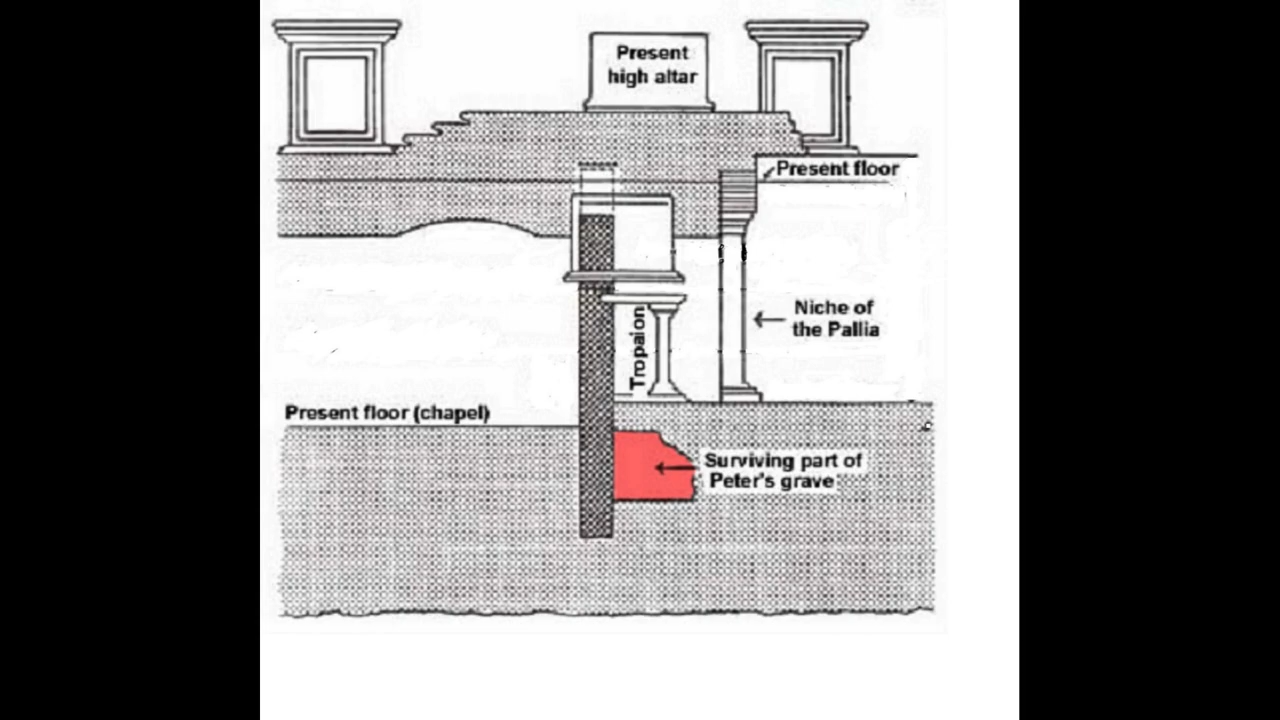 Present
high altar
Present floor
Niche of
the Pallia
Tropaion
Present floor (chapel)
Surviving part of
Peter's grave